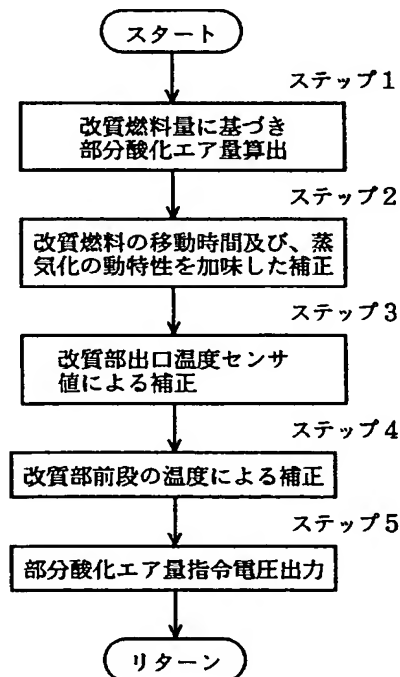 スタート
ステップ1
改質燃料量に基づき
部分酸化エア量算出
ステップ2
改質燃料の移動時間及び、蒸
気化の動特性を加味した補正
ステップ3
改質部出口温度センサ
値による補正
ステップ4
改質部前段の温度による補正
ステップ5
部分酸化エア量指令電圧出力
リターン